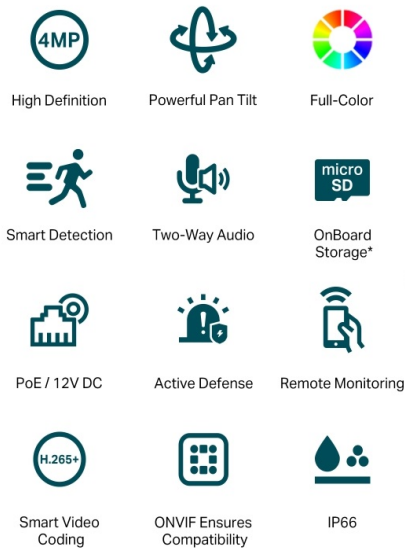 4MP
High Definition
Powerful Pan Tilt
Full-Color
Smart Detection
Two-Way Audio
micro
SD
OnBoard
Storage*
PoE / 12V DC
Active Defense
Remote Monitoring
H.265+
Smart Video
Coding
ONVIF Ensures
Compatibility
IP66